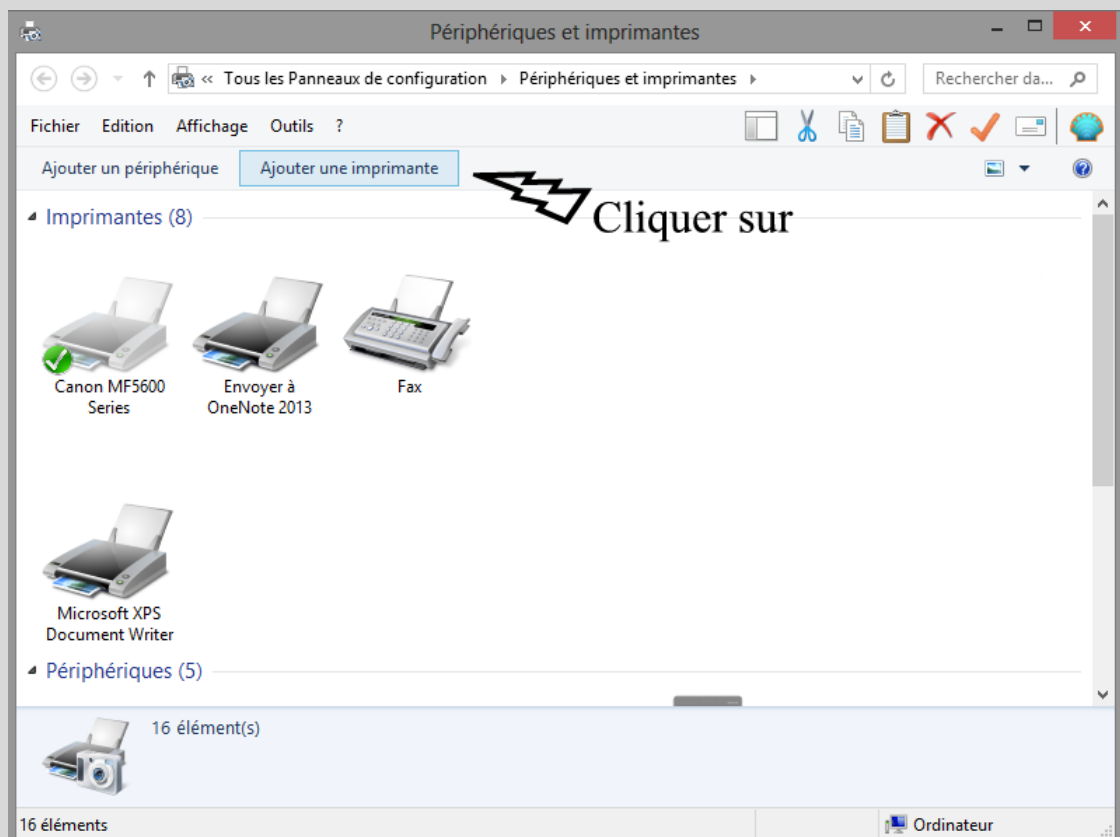 Périphériques et imprimantes
« Tous les Panneaux de configuration Périphériques et imprimantes
Rechercher da...
Fichier Edition Affichage Outils ?
Ajouter un périphérique Ajouter une imprimante
Cliquer sur
Imprimantes (8)
Canon MF5600
Series
Envoyer à
OneNote 2013
Fax
Microsoft XPS
Document Writer
Périphériques (5)
16 élément(s)
16 éléments
Ordinateur